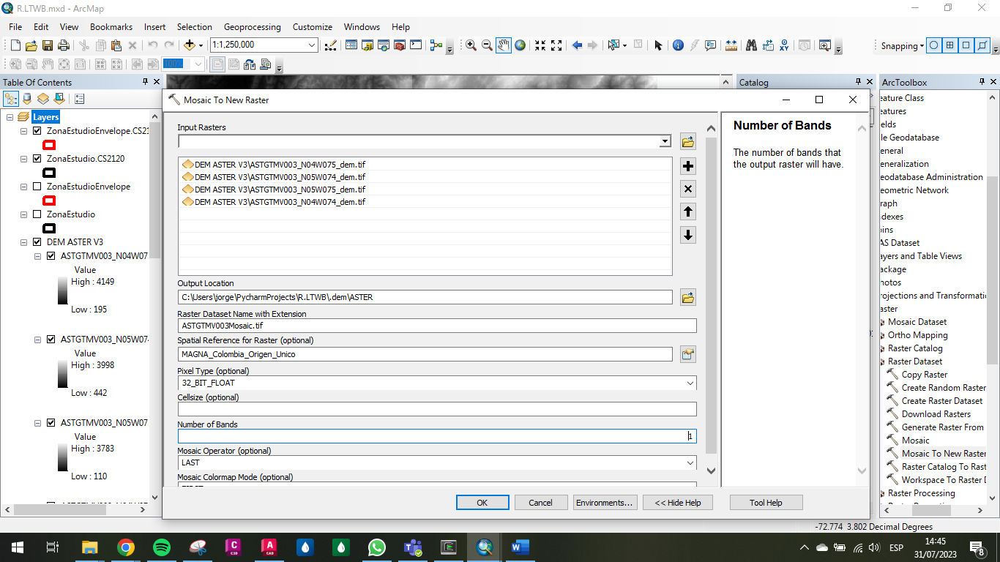 R.LTWB.mxd - ArcMap
File Edit View Bookmarks Insert Selection Geoprocessing Customize Windows Help
1:1,250,000
Snapping
100%
Table Of Contents
Layers
ZonaEstudioEnvelope.CS21
ZonaEstudio.CS2120
ZonaEstudioEnvelope
ZonaEstudio
DEM ASTER V3
ASTGTMV003_N04W07
Value
High : 4149
Low : 195
ASTGTMV003_N05W074
Value
High : 3998
Low : 442
ASTGTMV003_N05W07
Value
High : 3783
Low : 110
Mosaic To New Raster
Input Rasters
DEM ASTER V3\ASTGTMV003_N04W075_dem.tif
DEM ASTER V3\ASTGTMV003_N05W074_dem.tif
DEM ASTER V3\ASTGTMV003_N05W075_dem.tif
DEM ASTER V3\ASTGTMV003_N04W074_dem.tif
Output Location
C:\Users\jorge\PycharmProjects\R.LTWB\.dem\ASTER
Raster Dataset Name with Extension
ASTGTMV003Mosaic.tif
Spatial Reference for Raster (optional)
MAGNA_Colombia_Origen_Unico
Pixel Type (optional)
32_BIT_FLOAT
Cellsize (optional)
Number of Bands
1
Mosaic Operator (optional)
LAST
Mosaic Colormap Mode (optional)
OK Cancel Environments... << Hide Help Tool Help
Number of Bands
The number of bands that
the output raster will have.
Catalog
ArcToolbox
eature Class
eatures
elds
le Geodatabase
eneral
eneralization
eodatabase Administration
eometric Network
raph
dexes
oins
AS Dataset
ayers and Table Views
ackage
hotos
rojections and Transformatio
aster
Mosaic Dataset
Ortho Mapping
Raster Catalog
Raster Dataset
Copy Raster
Create Random Raster
Create Raster Dataset
Download Rasters
Generate Raster From
Mosaic
Mosaic To New Raster
Raster Catalog To Rast
Workspace To Raster D
Raster Processing
-72.774 3.802 Decimal Degrees
ESP
14:45
31/07/2023
8